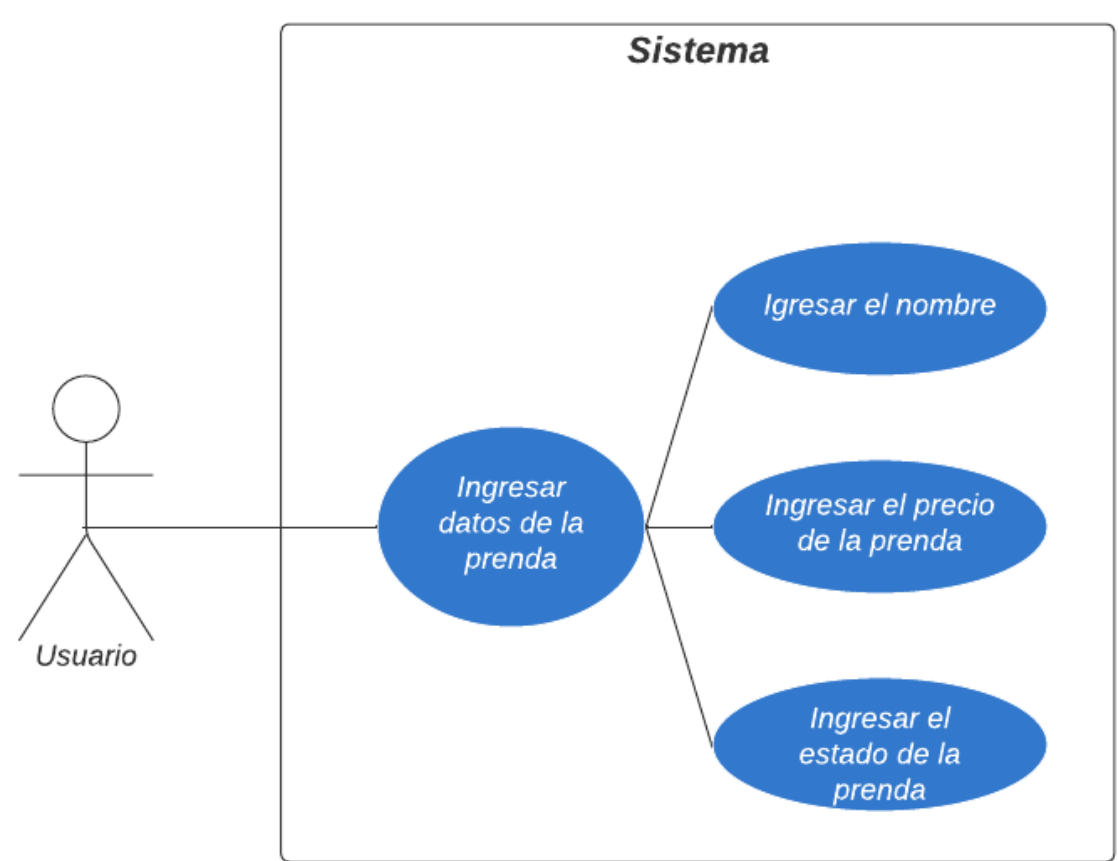 Sistema
Igresar el nombre
Ingresar
datos de la
prenda
Ingresar el precio
de la prenda
Ingresar el
estado de la
prenda
Usuario